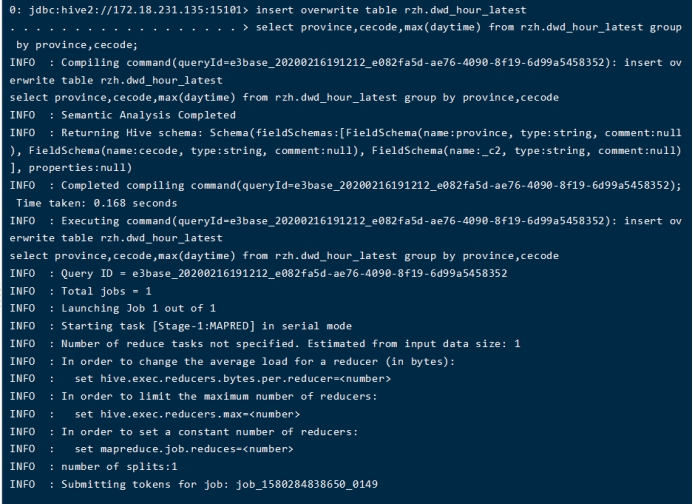 0: jdbc:hive2://172.18.231.135:15101> insert overwrite table rzh.dwd_hour_latest
. . . . . . . . . . . . . . . . . . > select province,cecode,max(daytime) from rzh.dwd_hour_latest group
 by province,cecode;
INFO  : Compiling command(queryId=e3base_20200216191212_e082fa5d-ae76-4090-8f19-6d99a5458352): insert ov
erwrite table rzh.dwd_hour_latest
select province,cecode,max(daytime) from rzh.dwd_hour_latest group by province,cecode
INFO  : Semantic Analysis Completed
INFO  : Returning Hive schema: Schema(fieldSchemas:[FieldSchema(name:province, type:string, comment:null
), FieldSchema(name:cecode, type:string, comment:null), FieldSchema(name:_c2, type:string, comment:null)
], properties:null)
INFO  : Completed compiling command(queryId=e3base_20200216191212_e082fa5d-ae76-4090-8f19-6d99a5458352);
 Time taken: 0.168 seconds
INFO  : Executing command(queryId=e3base_20200216191212_e082fa5d-ae76-4090-8f19-6d99a5458352): insert ov
erwrite table rzh.dwd_hour_latest
select province,cecode,max(daytime) from rzh.dwd_hour_latest group by province,cecode
INFO  : Query ID = e3base_20200216191212_e082fa5d-ae76-4090-8f19-6d99a5458352
INFO  : Total jobs = 1
INFO  : Launching Job 1 out of 1
INFO  : Starting task [Stage-1:MAPRED] in serial mode
INFO  : Number of reduce tasks not specified. Estimated from input data size: 1
INFO  : In order to change the average load for a reducer (in bytes):
INFO  :   set hive.exec.reducers.bytes.per.reducer=<number>
INFO  : In order to limit the maximum number of reducers:
INFO  :   set hive.exec.reducers.max=<number>
INFO  : In order to set a constant number of reducers:
INFO  :   set mapreduce.job.reduces=<number>
INFO  : number of splits:1
INFO  : Submitting tokens for job: job_1580284838650_0149